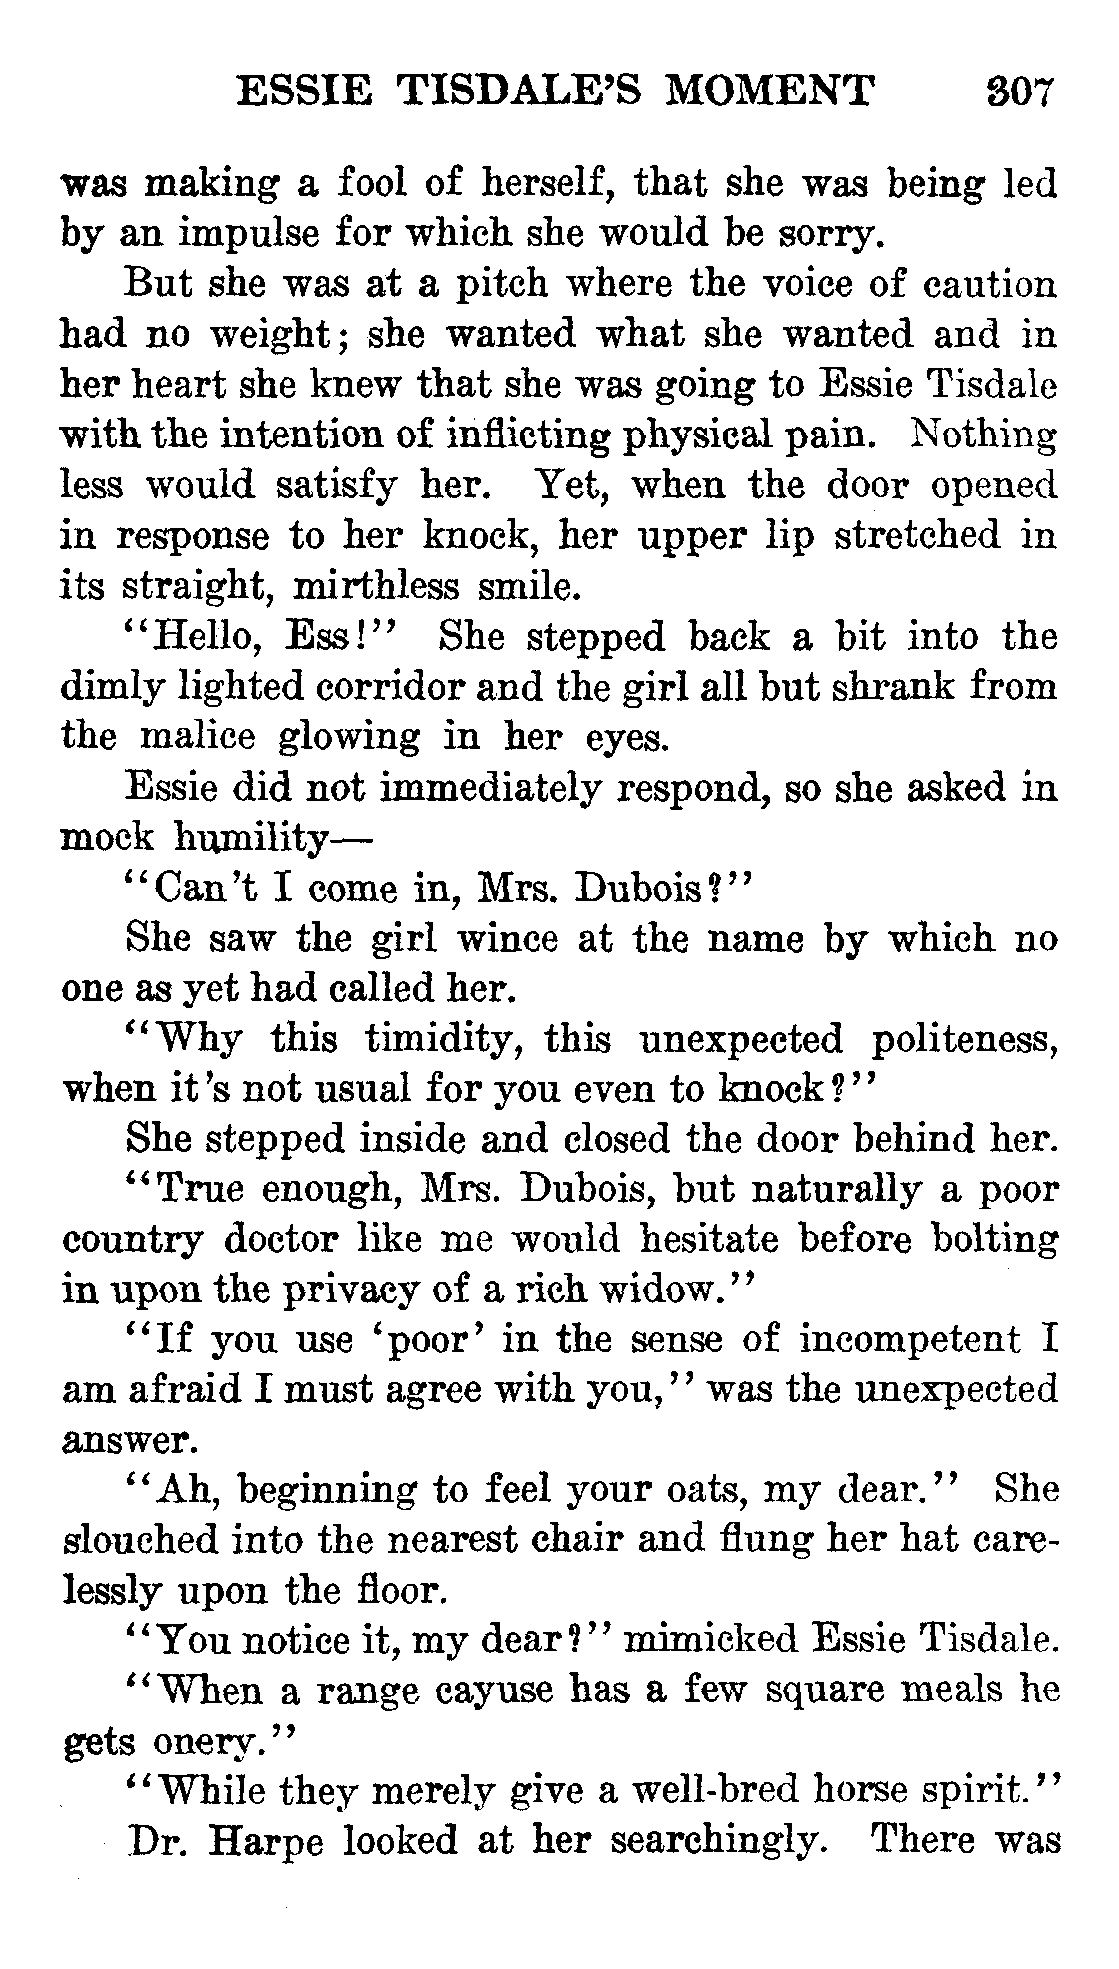 ESSIE TISDALE'S MOMENT 307
was making a fool of herself, that she was being led
by an impulse for which she would be sorry.
But she was at a pitch where the voice of caution
had no weight; she wanted what she wanted and in
her heart she knew that she was going to Essie Tisdale
with the intention of inflicting physical pain. Nothing
less would satisfy her. Yet, when the door opened
in response to her knock, her upper lip stretched in
its straight, mirthless smile.
"Hello, Ess!" She stepped back a bit into the
dimly lighted corridor and the girl all but shrank from
the malice glowing in her eyes.
Essie did not immediately respond, so she asked in
mock humility—
"Can't I come in, Mrs. Dubois?"
She saw the girl wince at the name by which no
one as yet had called her.
"Why this timidity, this unexpected politeness,
when it's not usual for you even to knock?"
She stepped inside and closed the door behind her.
"True enough, Mrs. Dubois, but naturally a poor
country doctor like me would hesitate before bolting
in upon the privacy of a rich widow."
"If you use 'poor' in the sense of incompetent I
am afraid I must agree with you," was the unexpected
answer.
"Ah, beginning to feel your oats, my dear." She
slouched into the nearest chair and flung her hat care-
lessly upon the floor.
"You notice it, my dear?" mimicked Essie Tisdale.
"When a range cayuse has a few square meals he
gets onery."
"While they merely give a well-bred horse spirit."
Dr. Harpe looked at her searchingly. There was